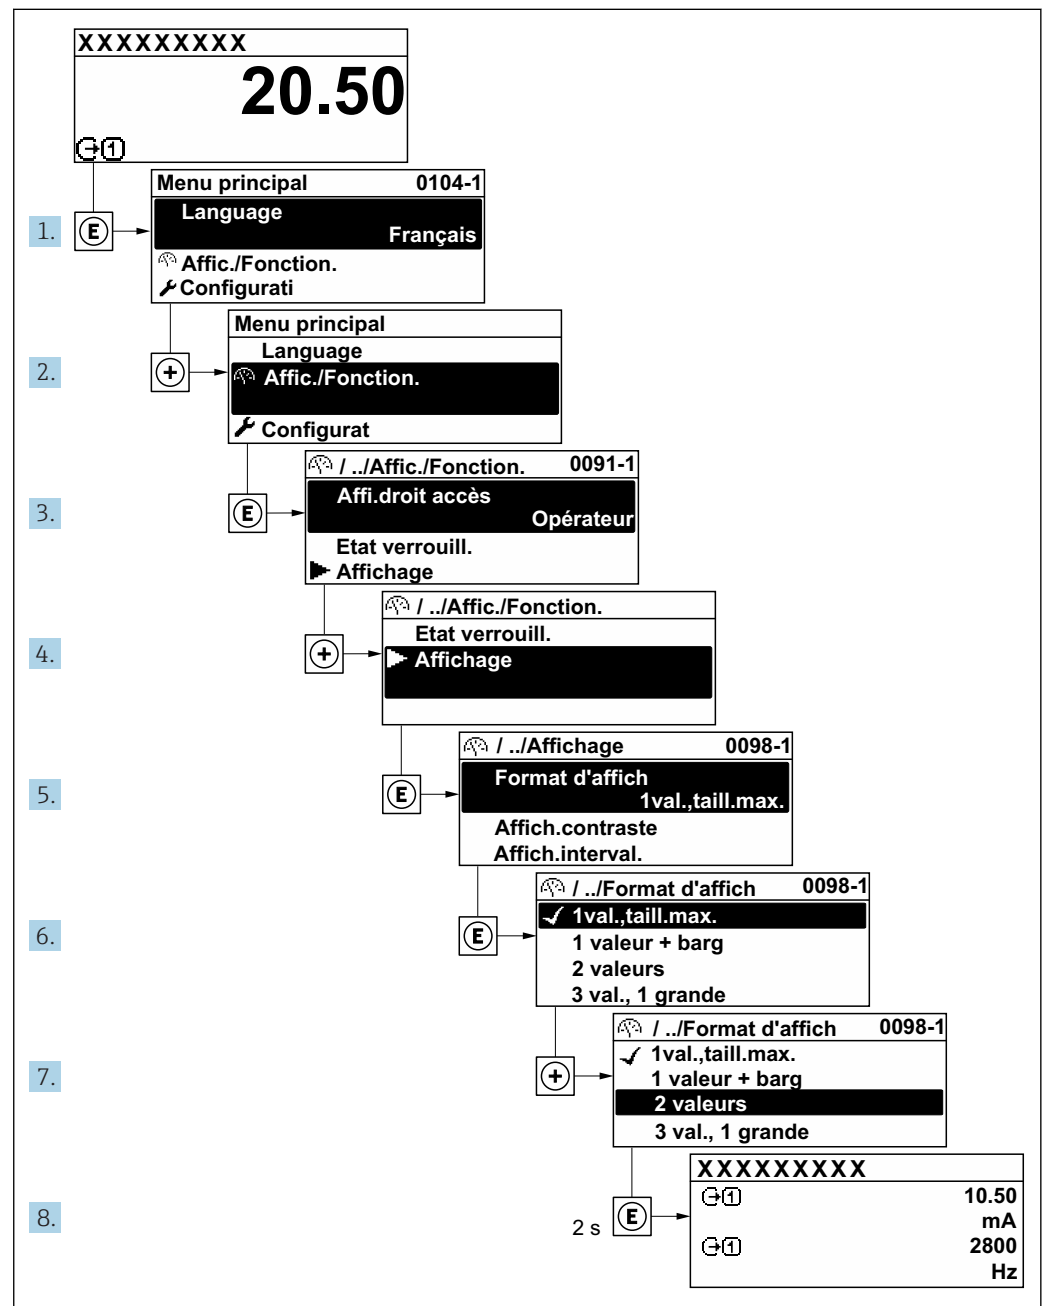 XXXXXXXXX
20.50
1
Menu principal 0104-1
1. E Language
Français
Affic./Fonction.
Configurati
Menu principal
Language
2. + Affic./Fonction.
Configurat
/ ../Affic./Fonction. 0091-1
Affi.droit accès
3. E Opérateur
Etat verrouill.
Affichage
/ ../Affic./Fonction.
Etat verrouill.
4. + Affichage
/ ../Affichage 0098-1
Format d'affich
5. E 1val.,taill.max.
Affich.contraste
Affich.interval.
/ ../Format d'affich 0098-1
1val.,taill.max.
6. E 1 valeur + barg
2 valeurs
3 val., 1 grande
/ ../Format d'affich 0098-1
1val.,taill.max.
7. + 1 valeur + barg
2 valeurs
3 val., 1 grande
XXXXXXXXX
1 10.50
8. 2 s E mA
1 2800
Hz